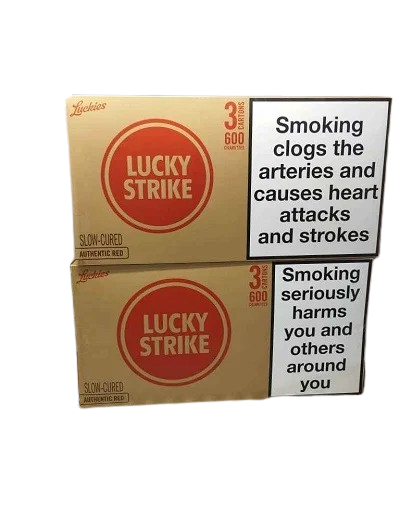 Luckies
3
CARTONS
600
CIGARETTES
LUCKY
STRIKE
SLOW-CURED
AUTHENTIC RED
Smoking
clogs the
arteries and
causes heart
attacks
and strokes
Luckies
3
CARTONS
600
CIGARETTES
LUCKY
STRIKE
SLOW-CURED
AUTHENTIC RED
Smoking
seriously
harms
you and
others
around
you